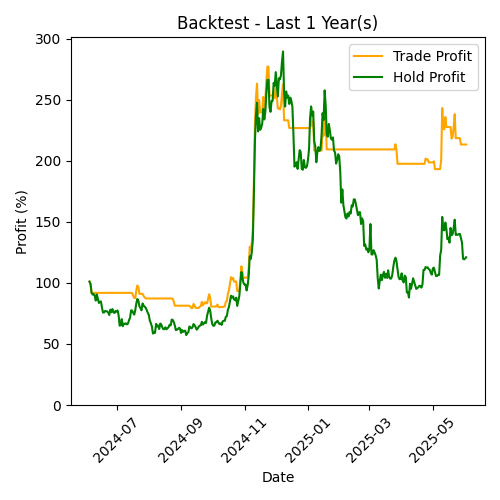 Backtest - Last 1 Year(s)
Trade Profit
Hold Profit
Profit (%)
300
250
200
150
100
50
0
2024-07
2024-09
2024-11
2025-01
2025-03
2025-05
Date